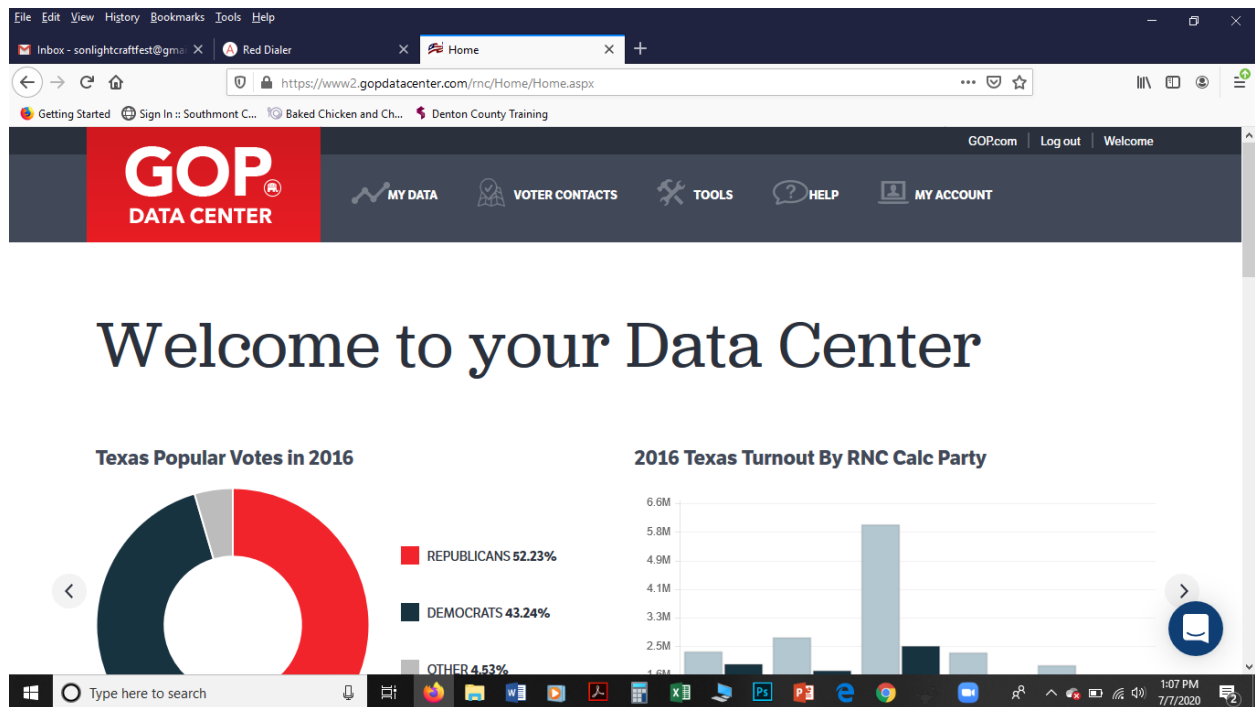 File Edit View History Bookmarks Tools Help
Inbox - sonlightcraftfest@gmai Red Dialer Home
https://www2.gopdatacenter.com/rnc/Home/Home.aspx
Getting Started Sign In :: Southmont C... Baked Chicken and Ch... Denton County Training
GOP.com Log out Welcome
GOP®
DATA CENTER
MY DATA VOTER CONTACTS TOOLS HELP MY ACCOUNT
Welcome to your Data Center
Texas Popular Votes in 2016
REPUBLICANS 52.23%
DEMOCRATS 43.24%
OTHER 4.53%
2016 Texas Turnout By RNC Calc Party
6.6M
5.8M
4.9M
4.1M
3.3M
2.5M
1.6M
Type here to search
1:07 PM
7/7/2020